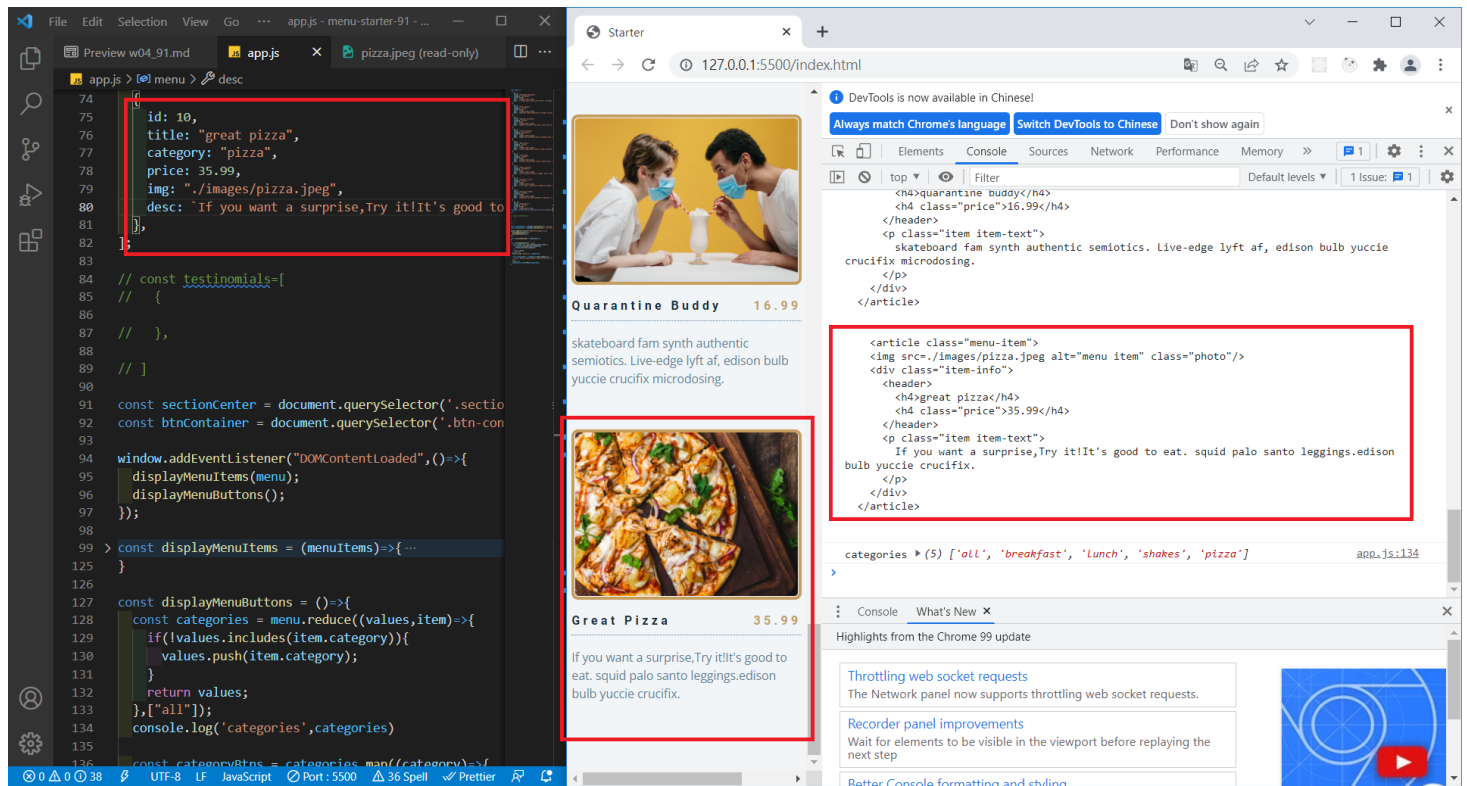 File Edit Selection View Go ··· app.js - menu-starter-91 - ...
Preview w04_91.md app.js pizza.jpeg (read-only)
app.js > menu > desc
74 {
75 id: 10,
76 title: "great pizza",
77 category: "pizza",
78 price: 35.99,
79 img: "./images/pizza.jpeg",
80 desc: `If you want a surprise,Try it!It's good to
81 },
82 ];
83
84 // const testinomials=[
85 // {
86
87 // },
88
89 // ]
90
91 const sectionCenter = document.querySelector('.sectio
92 const btnContainer = document.querySelector('.btn-con
93
94 window.addEventListener("DOMContentLoaded",()=>{
95 displayMenuItems(menu);
96 displayMenuButtons();
97 });
98
99 const displayMenuItems = (menuItems)=>{ ···
125 }
126
127 const displayMenuButtons = ()=>{
128 const categories = menu.reduce((values,item)=>{
129 if(!values.includes(item.category)){
130 values.push(item.category);
131 }
132 return values;
133 },["all"]);
134 console.log('categories',categories)
135
136 const categoryBtns = categories.map((category)=>{
0 0 38 UTF-8 LF JavaScript Port : 5500 36 Spell Prettier
Starter
127.0.0.1:5500/index.html
Quarantine Buddy 16.99
skateboard fam synth authentic
semiotics. Live-edge lyft af, edison bulb
yuccie crucifix microdosing.
Great Pizza 35.99
If you want a surprise,Try it!It's good to
eat. squid palo santo leggings.edison
bulb yuccie crucifix.
DevTools is now available in Chinese!
Always match Chrome's language Switch DevTools to Chinese Don't show again
Elements Console Sources Network Performance Memory » 1
top Filter Default levels 1 Issue: 1
<h4>quarantine buddy</h4>
<h4 class="price">16.99</h4>
</header>
<p class="item item-text">
skateboard fam synth authentic semiotics. Live-edge lyft af, edison bulb yuccie
crucifix microdosing.
</p>
</div>
</article>
<article class="menu-item">
<img src=./images/pizza.jpeg alt="menu item" class="photo"/>
<div class="item-info">
<header>
<h4>great pizza</h4>
<h4 class="price">35.99</h4>
</header>
<p class="item item-text">
If you want a surprise,Try it!It's good to eat. squid palo santo leggings.edison
bulb yuccie crucifix.
</p>
</div>
</article>
categories (5) ['all', 'breakfast', 'lunch', 'shakes', 'pizza'] app.js:134
Console What's New
Highlights from the Chrome 99 update
Throttling web socket requests
The Network panel now supports throttling web socket requests.
Recorder panel improvements
Wait for elements to be visible in the viewport before replaying the
next step
Better Console formatting and styling